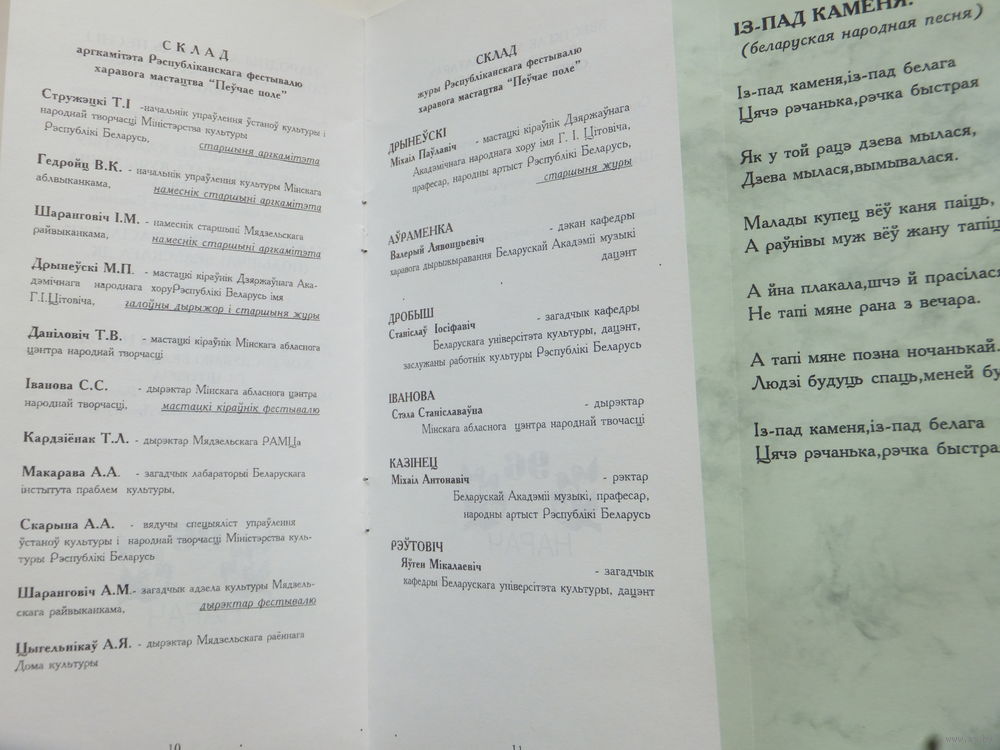 СКЛАД
аргкамітэта Рэспубліканскага фестывалю
харавога мастацтва “Пеўчае поле”
Стружэцкі Т.І -начальнік упраўлення ўстаноў культуры і
народнай творчасці Міністэрства культуры
Рэспублікі Беларусь, старшыня аргкамітэта
Гедройц В.К. - начальнік упраўлення культуры Мінскага
аблвыканкама, намеснік старшыні аргкамітэта
Шаранговіч І.М. - намеснік старшыні Мядзельскага
райвыканкама, намеснік старшыні аргкамітэта
Дрынеўскі М.П. - мастацкі кіраўнік Дзяржаўнага Ака-
дэмічнага народнага хоруРэспублікі Беларусь імя
Г.І.Цітовіча, галоўны дырыжор і старшыня журы
Даніловіч Т.В. - мастацкі кіраўнік Мінскага абласнога
цэнтра народнай творчасці
Іванова С.С. - дырэктар Мінскага абласнога цэнтра
народнай творчасці, мастацкі кіраўнік фестывалю
Кардзіёнак Т.Л. - дырэктар Мядзельскага РАМЦа
Макарава А.А. - загадчык лабараторыі Беларускага
інстытута праблем культуры,
Скарына А.А. - вядучы спецыяліст упраўлення
ўстаноў культуры і народнай творчасці Міністэрства куль-
туры Рэспублікі Беларусь
Шаранговіч А.М.- загадчык адзела культуры Мядзель-
скага райвыканкама, дырэктар фестывалю
Цыгельнікаў А.Я. - дырэктар Мядзельскага раённага
Дома культуры
10
СКЛАД
журы Рэспубліканскага фестывалю
харавога мастацтва “Пеўчае поле”
ДРЫНЕЎСКІ
Міхаіл Паўлавіч - мастацкі кіраўнік Дзяржаўнага
Акадэмічнага народнага хору імя Г. І. Цітовіча,
прафесар, народны артыст Рэспублікі Беларусь,
старшыня журы
АЎРАМЕНКА
Валерый Лявонцьевіч - дэкан кафедры
харавога дырыжыравання Беларускай Акадэміі музыкі
дацэнт
ДРОБЫШ
Станіслаў Іосіфавіч - загадчык кафедры
Беларускага універсітэта культуры, дацэнт,
заслужаны работнік культуры Рэспублікі Беларусь
ІВАНОВА
Стэла Станіславаўна - дырэктар
Мінскага абласнога цэнтра народнай твочасці
КАЗІНЕЦ
Міхаіл Антонавіч - рэктар
Беларускай Акадэміі музыкі, прафесар,
народны артыст Рэспублікі Беларусь
РЭЎТОВІЧ
Яўген Мікалаевіч - загадчык
кафедры Беларускага універсітэта культуры, дацэнт
11
ІЗ-ПАД КАМЕНЯ.
(беларуская народная песня)
Із-пад каменя,із-пад белага
Цячэ рэчанька,рэчка быстрая
Як у той рацэ дзева мылася,
Дзева мылася,вымывалася.
Малады купец вёў каня паіць,
А раўнівы муж вёў жану тапіц
А йна плакала,шчэ й прасілася
Не тапі мяне рана з вечара.
А тапі мяне позна ночанькай.
Людзі будуць спаць,меней бу
Із-пад каменя,із-пад белага
Цячэ рэчанька,рэчка быстра